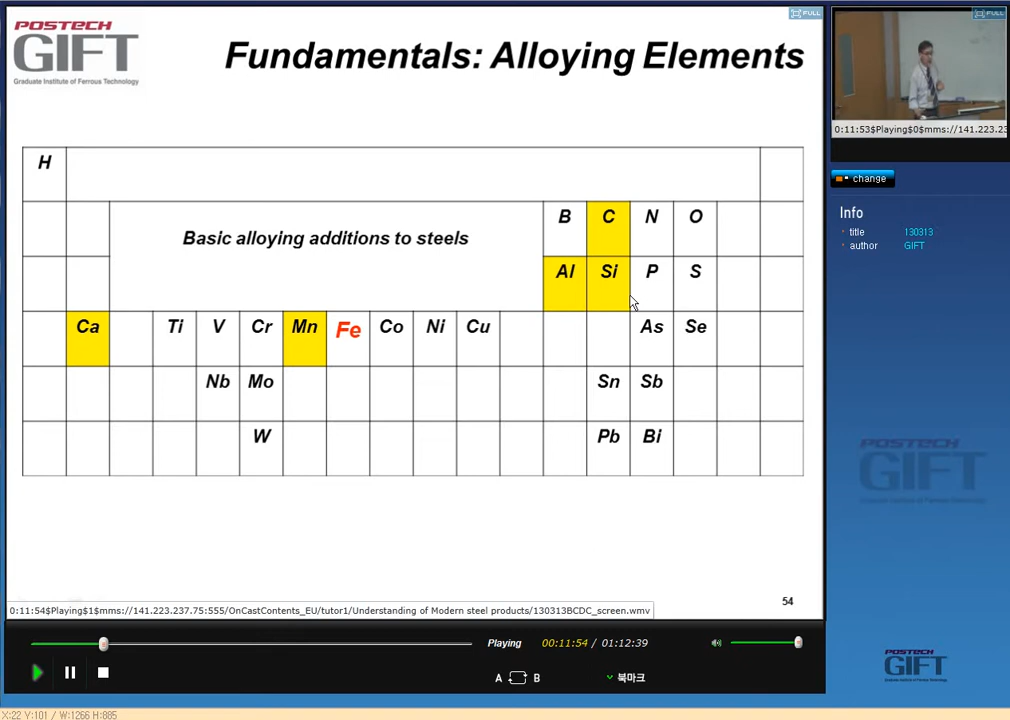 POSTECH
GIFT
Graduate Institute of Ferrous Technology
Fundamentals: Alloying Elements
FULL
FULL
0:11:53$Playing$0$mms://141.223.23
change
Info
title 130313
author GIFT
H
Basic alloying additions to steels
B C N O
Al Si P S
Ca Ti V Cr Mn Fe Co Ni Cu As Se
Nb Mo Sn Sb
W Pb Bi
POSTECH
GIFT
54
0:11:54$Playing$1$mms://141.223.237.75:555/OnCastContents_EU/tutor1/Understanding of Modern steel products/130313BCDC_screen.wmv
Playing 00:11:54 / 01:12:39
A B 북마크
POSTECH
GIFT
X:22 Y:101 / W:1266 H:885